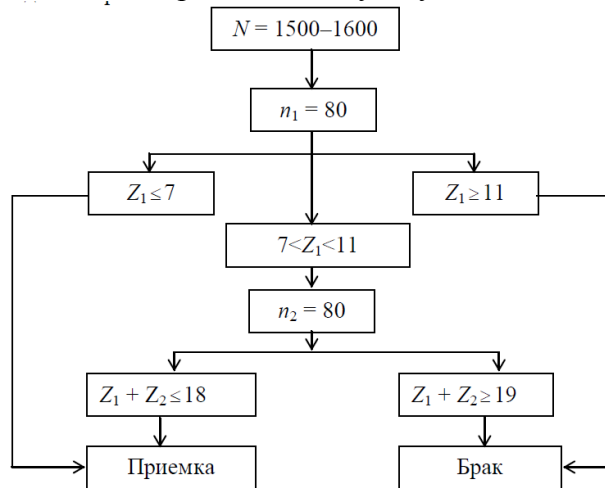 N = 1500–1600
n₁ = 80
Z₁ ≤ 7
Z₁ ≥ 11
7<Z₁<11
n₂ = 80
Z₁ + Z₂ ≤ 18
Z₁ + Z₂ ≥ 19
Приемка
Брак